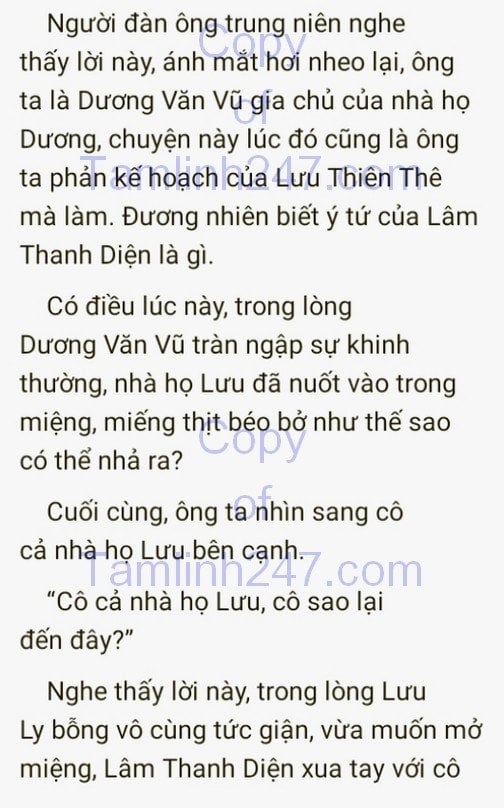 Người đàn ông trung niên nghe
thấy lời này, ánh mắt hơi nheo lại, ông
ta là Dương Văn Vũ gia chủ của nhà họ
Dương, chuyện này lúc đó cũng là ông
ta phản kế hoạch của Lưu Thiên Thê
mà làm. Đương nhiên biết ý tứ của Lâm
Thanh Diện là gì.
Có điều lúc này, trong lòng
Dương Văn Vũ tràn ngập sự khinh
thường, nhà họ Lưu đã nuốt vào trong
miệng, miếng thịt béo bở như thế sao
có thể nhả ra?
Cuối cùng, ông ta nhìn sang cô
cả nhà họ Lưu bên cạnh.
“Cô cả nhà họ Lưu, cô sao lại
đến đây?”
Nghe thấy lời này, trong lòng Lưu
Ly bỗng vô cùng tức giận, vừa muốn mở
miệng, Lâm Thanh Diện xua tay với cô
Copy
of
Tamlinh247.com
Copy
of
Tamlinh247.com